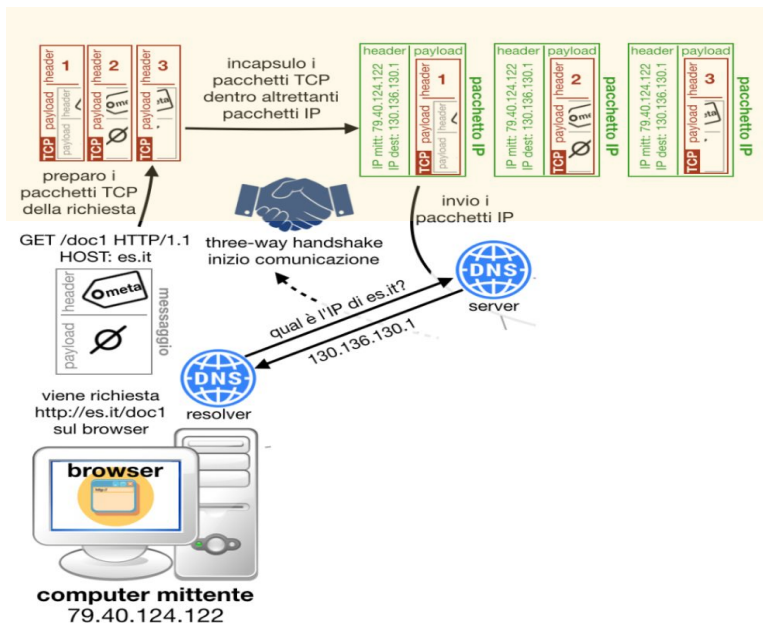 header
header
header
1
2
3
payload
payload
payload
header
payload
ometa
TCP
TCP
TCP
incapsulo i
pacchetti TCP
dentro altrettanti
pacchetti IP
header payload
IP mitt: 79.40.124.122
IP dest: 130.136.130.1
TCP payload header
1
payload header
pacchetto IP
header payload
IP mitt: 79.40.124.122
IP dest: 130.136.130.1
TCP payload header
2
pacchetto IP
header payload
IP mitt: 79.40.124.122
IP dest: 130.136.130.1
TCP payload header
3
pacchetto IP
preparo i
pacchetti TCP
della richiesta
invio i
pacchetti IP
GET /doc1 HTTP/1.1
HOST: es.it
three-way handshake
inizio comunicazione
payload header
meta
messaggio
DNS
server
qual è l'IP di es.it?
130.136.130.1
DNS
resolver
viene richiesta
http://es.it/doc1
sul browser
browser
http://
computer mittente
79.40.124.122